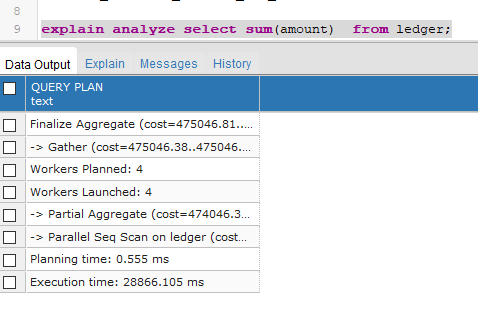 8
9 explain analyze select sum(amount) from ledger;
Data Output Explain Messages History
QUERY PLAN
text
Finalize Aggregate (cost=475046.81..…
-> Gather (cost=475046.38..475046.…
Workers Planned: 4
Workers Launched: 4
-> Partial Aggregate (cost=474046.3…
-> Parallel Seq Scan on ledger (cost…
Planning time: 0.555 ms
Execution time: 28866.105 ms